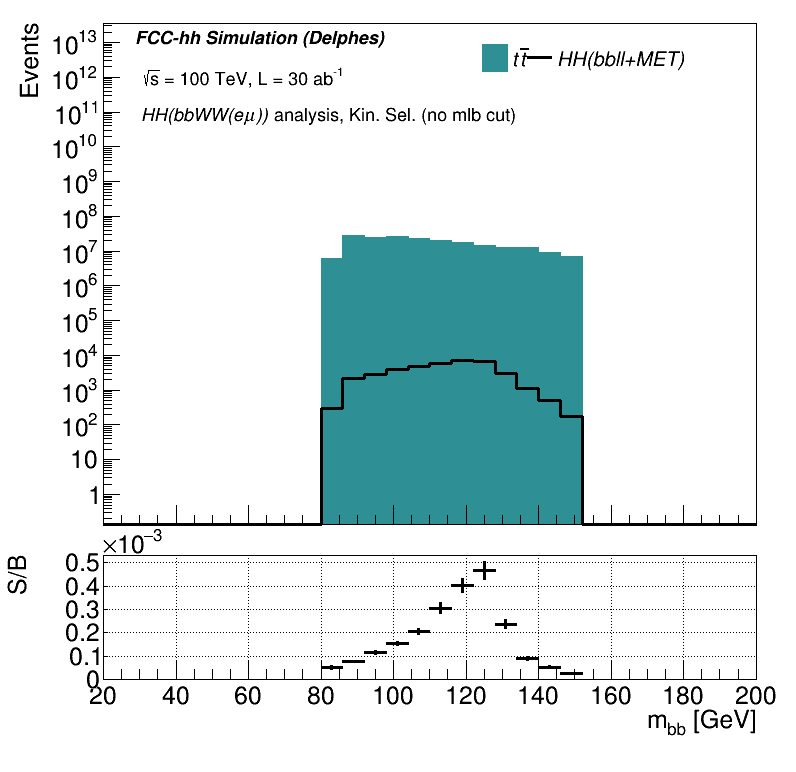 FCC-hh Simulation (Delphes)
√s = 100 TeV, L = 30 ab⁻¹
HH(bbWW(eμ)) analysis, Kin. Sel. (no mlb cut)
tt̅ HH(bbll+MET)
Events
10¹³
10¹²
10¹¹
10¹⁰
10⁹
10⁸
10⁷
10⁶
10⁵
10⁴
10³
10²
10
1
×10⁻³
S/B
0.5
0.4
0.3
0.2
0.1
0
20 40 60 80 100 120 140 160 180 200
m_bb [GeV]